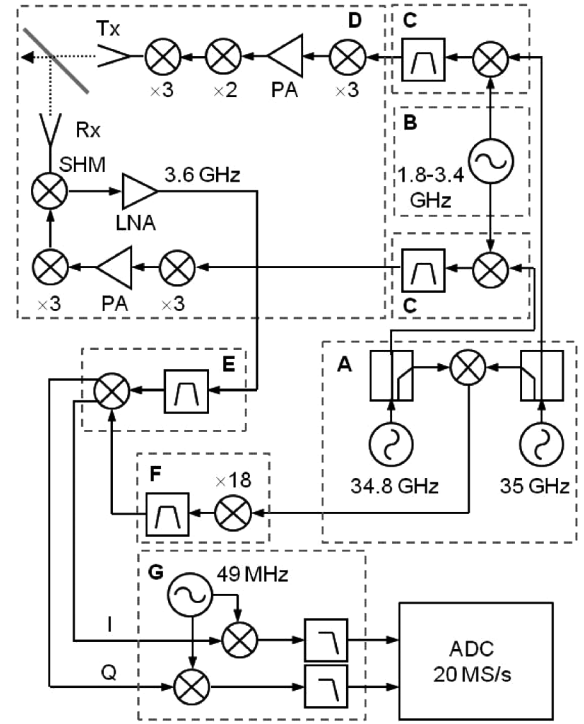 D
C
Tx
×3
×2
PA
×3
B
Rx
SHM
3.6 GHz
1.8-3.4
GHz
LNA
×3
PA
×3
C
E
A
F
×18
34.8 GHz
35 GHz
G
49 MHz
I
ADC
20 MS/s
Q